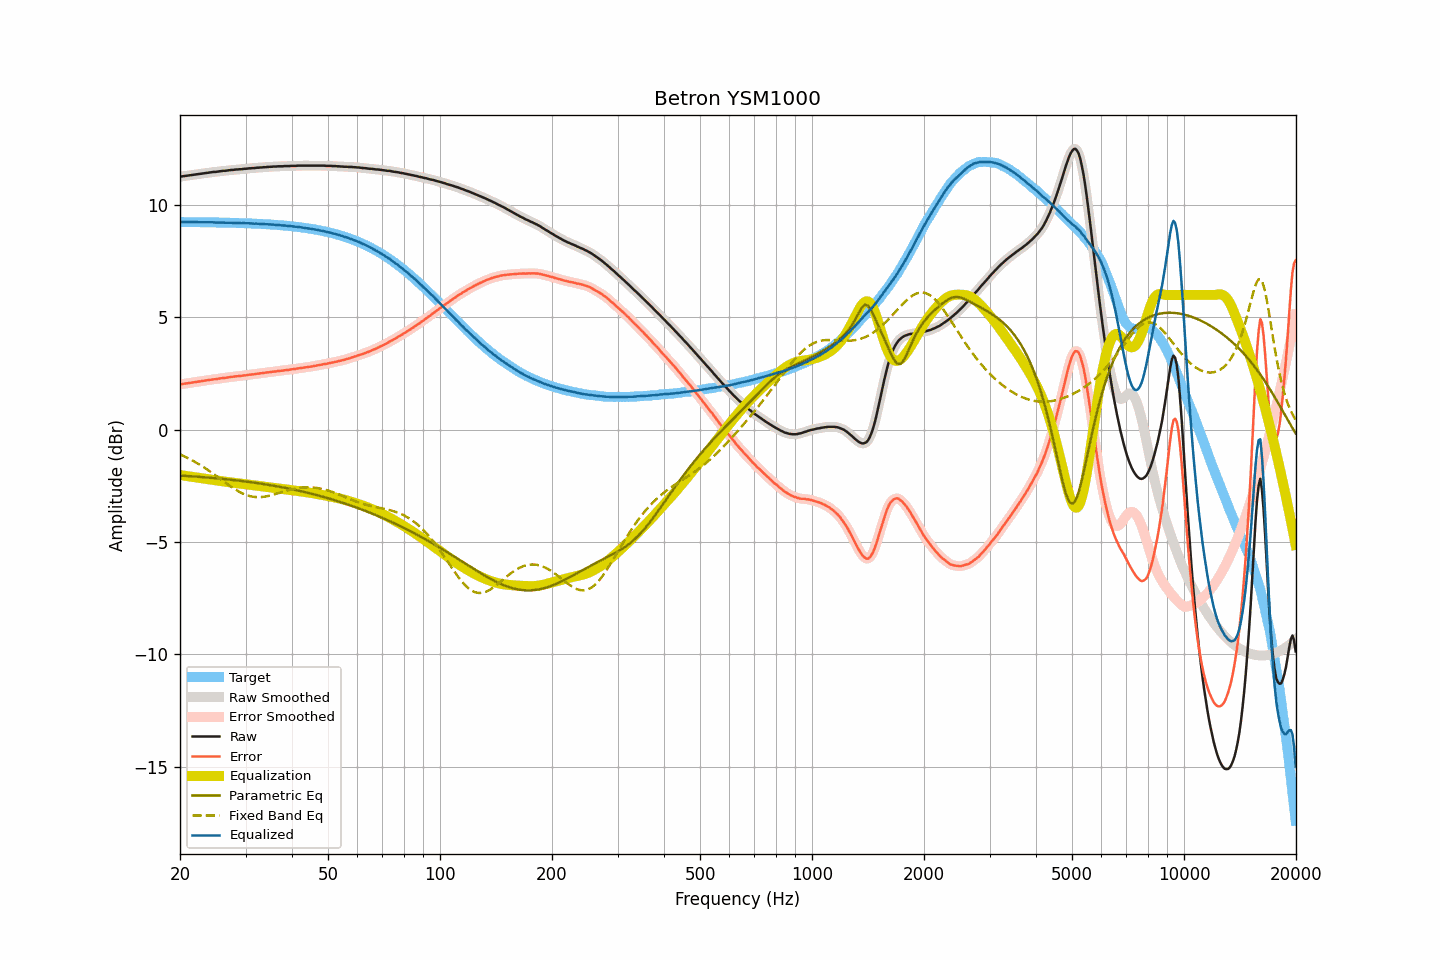 Betron YSM1000
Amplitude (dBr)
10
5
0
−5
−10
−15
Target
Raw Smoothed
Error Smoothed
Raw
Error
Equalization
Parametric Eq
Fixed Band Eq
Equalized
20 50 100 200 500 1000 2000 5000 10000 20000
Frequency (Hz)